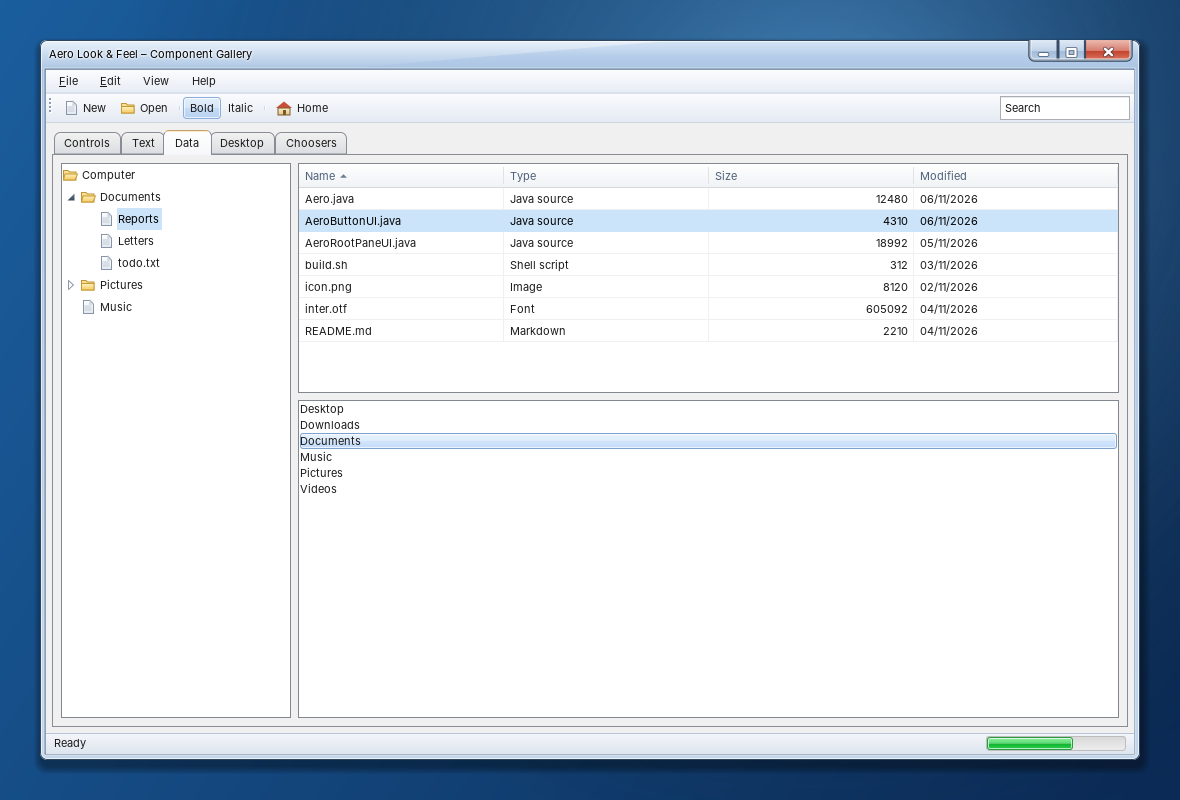 Aero Look & Feel – Component Gallery
File Edit View Help
New Open Bold Italic Home Search
Controls Text Data Desktop Choosers
Computer
Documents
Reports
Letters
todo.txt
Pictures
Music
Name Type Size Modified
Aero.java Java source 12480 06/11/2026
AeroButtonUI.java Java source 4310 06/11/2026
AeroRootPaneUI.java Java source 18992 05/11/2026
build.sh Shell script 312 03/11/2026
icon.png Image 8120 02/11/2026
inter.otf Font 605092 04/11/2026
README.md Markdown 2210 04/11/2026
Desktop
Downloads
Documents
Music
Pictures
Videos
Ready